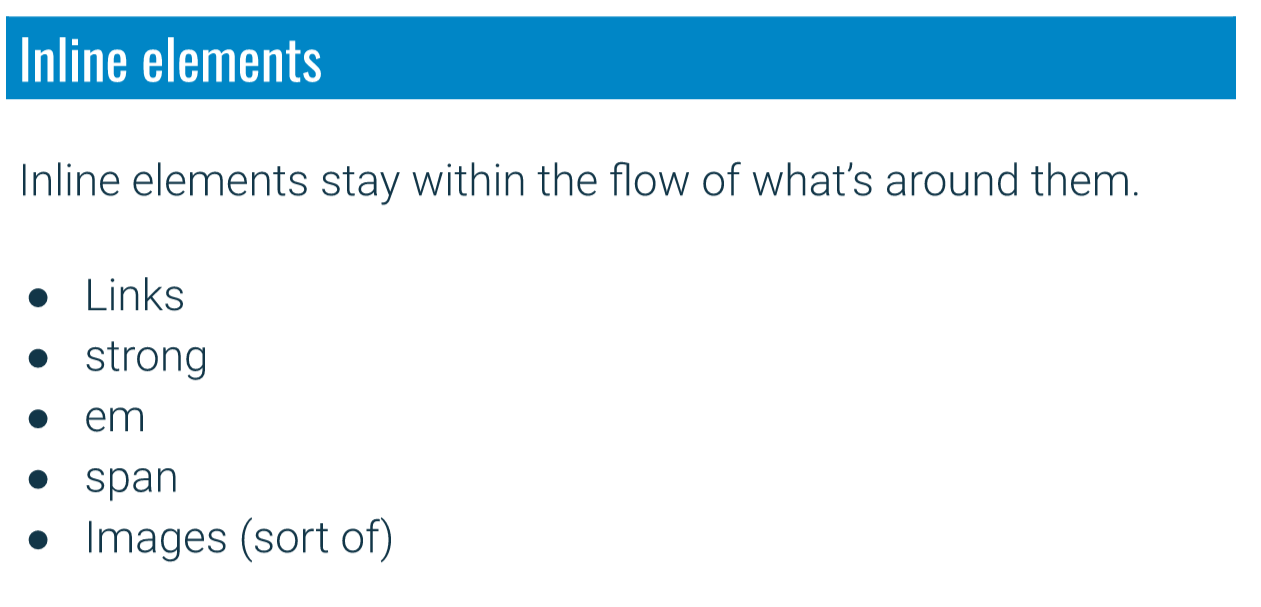 Inline elements
Inline elements stay within the flow of what’s around them.
● Links
● strong
● em
● span
● Images (sort of)